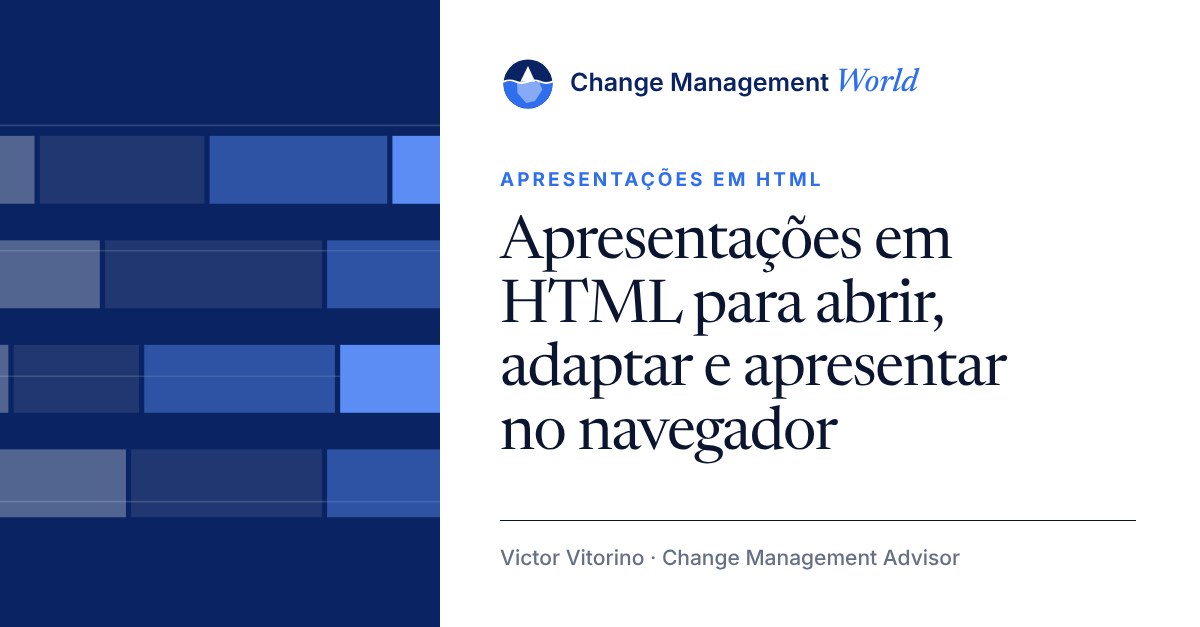 Change Management World
APRESENTAÇÕES EM HTML
Apresentações em
HTML para abrir,
adaptar e apresentar
no navegador
Victor Vitorino · Change Management Advisor